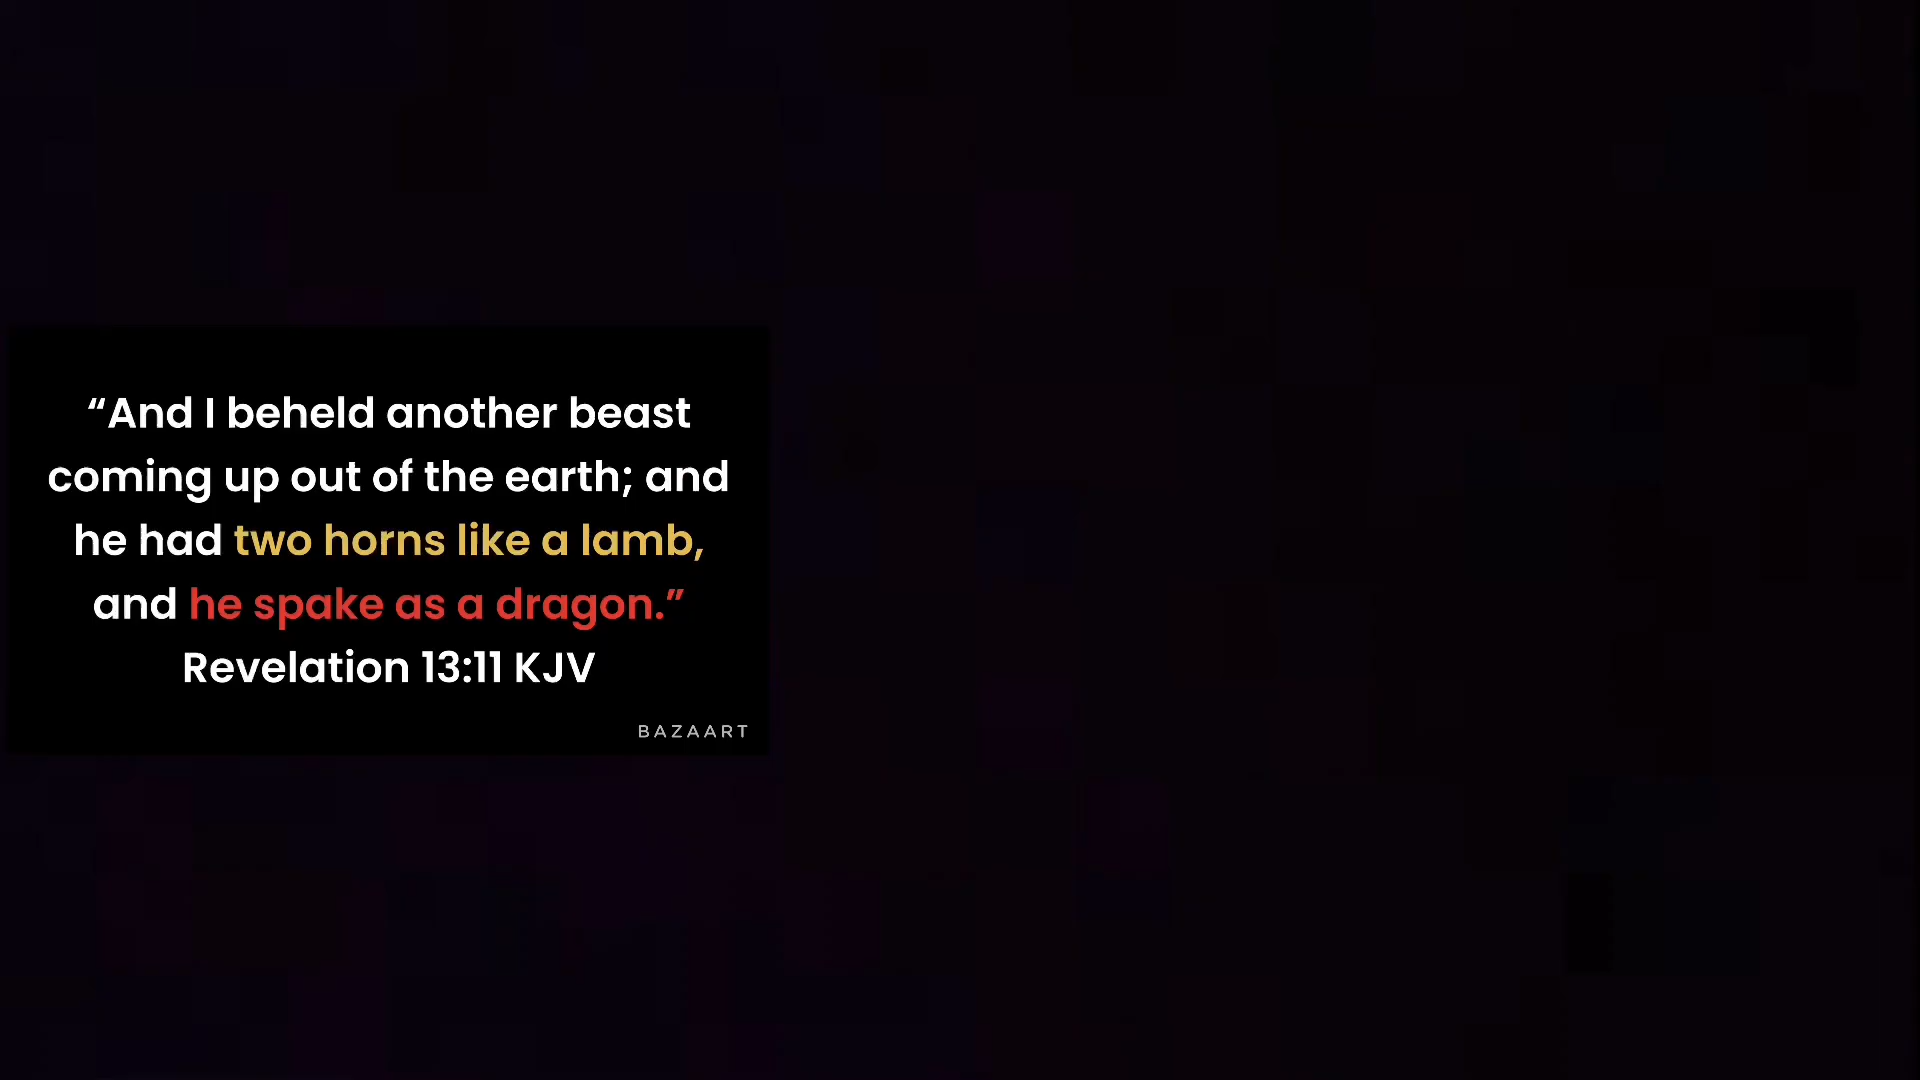 “And I beheld another beast
coming up out of the earth; and
he had two horns like a lamb,
and he spake as a dragon.”
Revelation 13:11 KJV
BAZAART